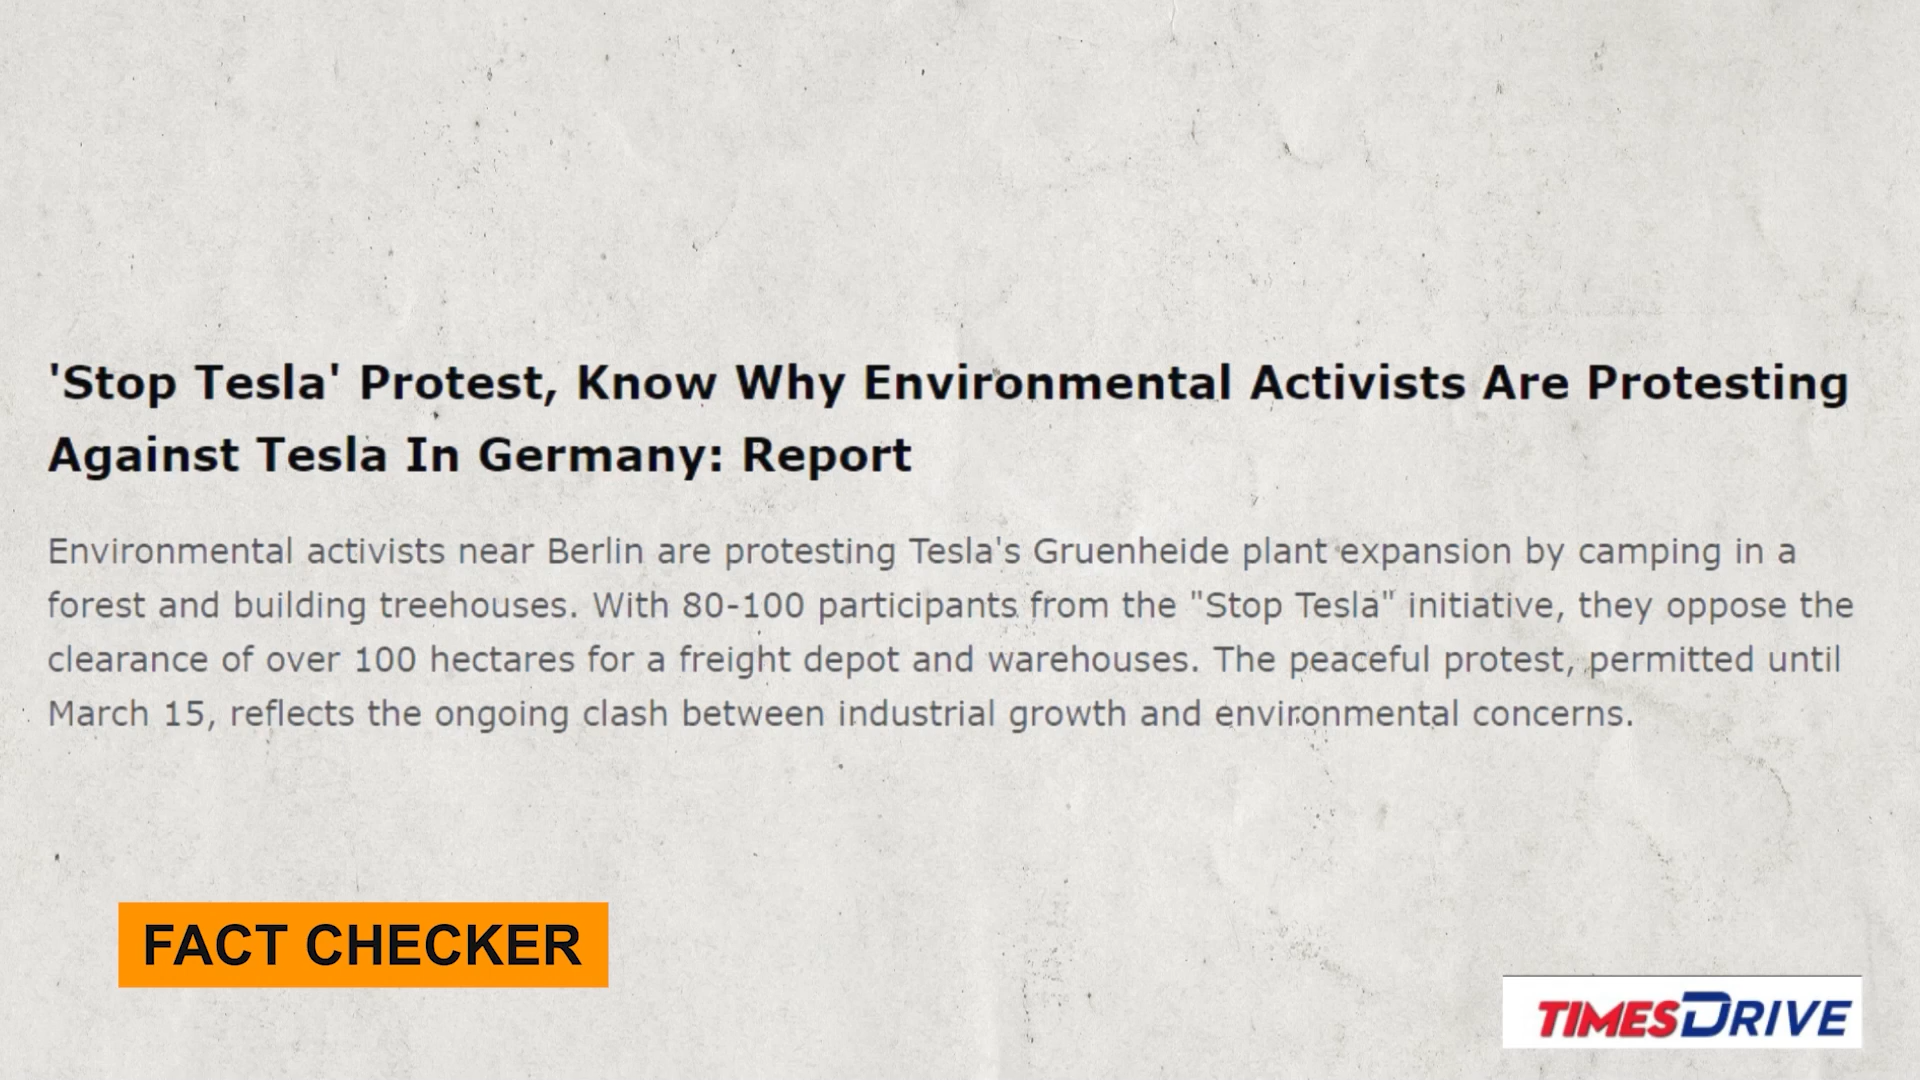 'Stop Tesla' Protest, Know Why Environmental Activists Are Protesting
Against Tesla In Germany: Report
Environmental activists near Berlin are protesting Tesla's Gruenheide plant expansion by camping in a
forest and building treehouses. With 80-100 participants from the "Stop Tesla" initiative, they oppose the
clearance of over 100 hectares for a freight depot and warehouses. The peaceful protest, permitted until
March 15, reflects the ongoing clash between industrial growth and environmental concerns.
FACT CHECKER
TIMESDRIVE